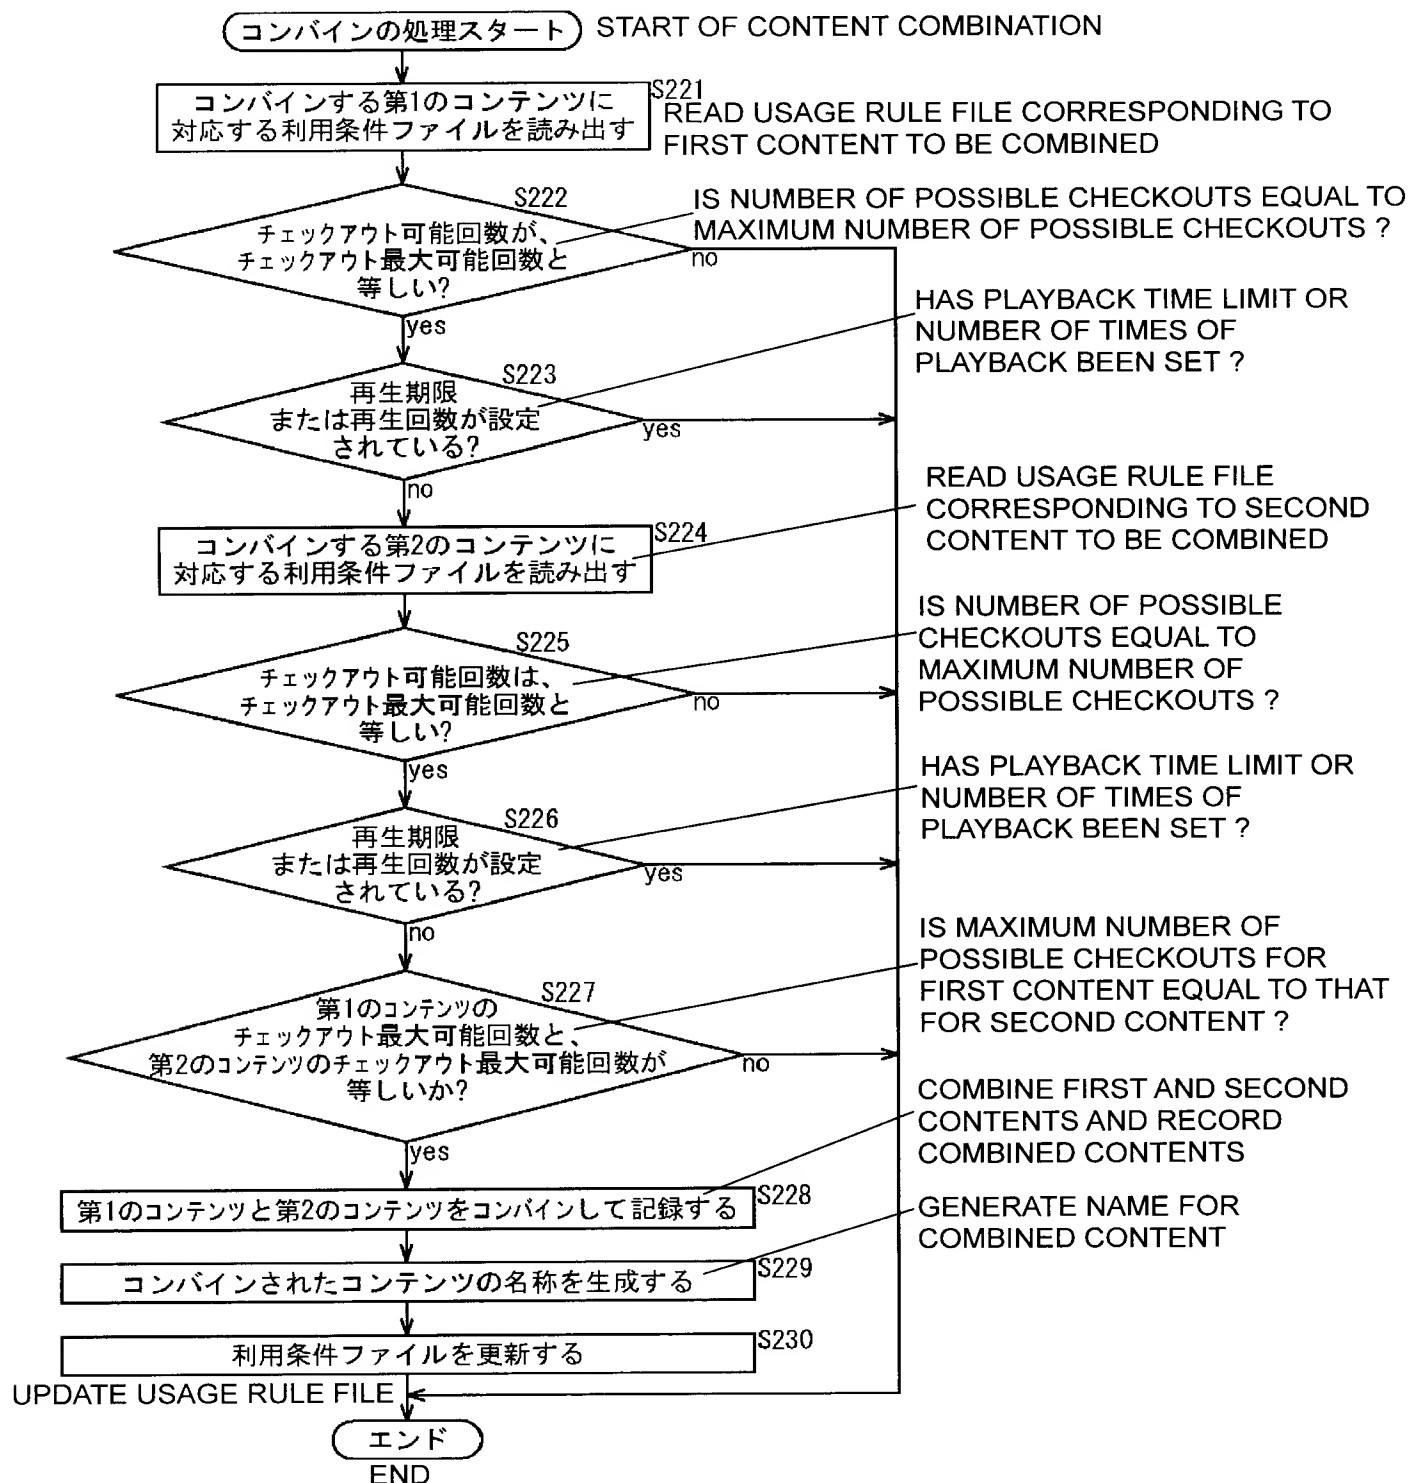 コンバインの処理スタート
START OF CONTENT COMBINATION
S221
コンバインする第1のコンテンツに
対応する利用条件ファイルを読み出す
READ USAGE RULE FILE CORRESPONDING TO
FIRST CONTENT TO BE COMBINED
S222
チェックアウト可能回数が、
チェックアウト最大可能回数と
等しい?
IS NUMBER OF POSSIBLE CHECKOUTS EQUAL TO
MAXIMUM NUMBER OF POSSIBLE CHECKOUTS ?
no
yes
S223
再生期限
または再生回数が設定
されている?
HAS PLAYBACK TIME LIMIT OR
NUMBER OF TIMES OF
PLAYBACK BEEN SET ?
yes
no
S224
コンバインする第2のコンテンツに
対応する利用条件ファイルを読み出す
READ USAGE RULE FILE
CORRESPONDING TO SECOND
CONTENT TO BE COMBINED
S225
チェックアウト可能回数は、
チェックアウト最大可能回数と
等しい?
IS NUMBER OF POSSIBLE
CHECKOUTS EQUAL TO
MAXIMUM NUMBER OF
POSSIBLE CHECKOUTS ?
no
yes
S226
再生期限
または再生回数が設定
されている?
HAS PLAYBACK TIME LIMIT OR
NUMBER OF TIMES OF
PLAYBACK BEEN SET ?
yes
no
S227
第1のコンテンツの
チェックアウト最大可能回数と、
第2のコンテンツのチェックアウト最大可能回数が
等しいか?
IS MAXIMUM NUMBER OF
POSSIBLE CHECKOUTS FOR
FIRST CONTENT EQUAL TO THAT
FOR SECOND CONTENT ?
no
yes
S228
第1のコンテンツと第2のコンテンツをコンバインして記録する
COMBINE FIRST AND SECOND
CONTENTS AND RECORD
COMBINED CONTENTS
S229
コンバインされたコンテンツの名称を生成する
GENERATE NAME FOR
COMBINED CONTENT
S230
利用条件ファイルを更新する
UPDATE USAGE RULE FILE
エンド
END